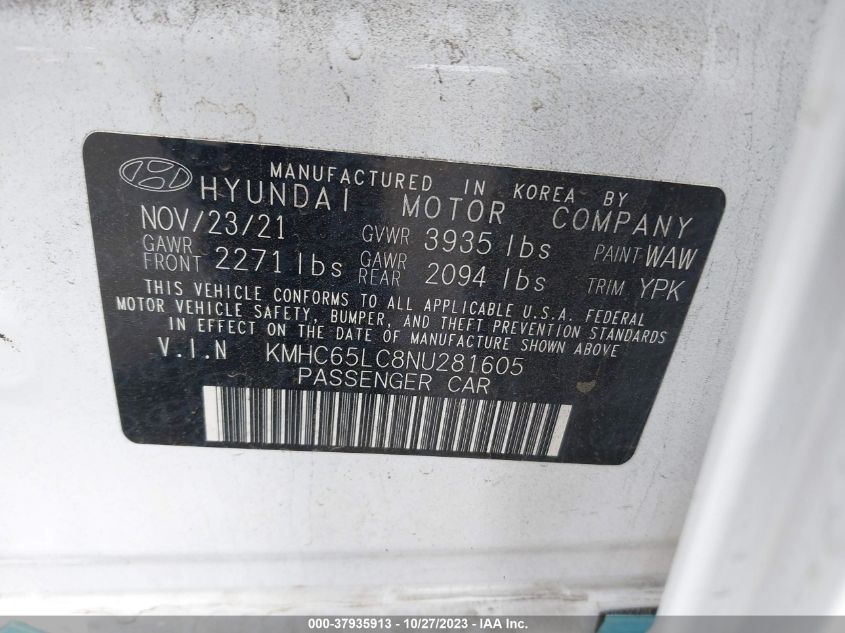 MANUFACTURED IN KOREA BY
HYUNDAI MOTOR COMPANY
NOV/23/21 GVWR 3935 lbs PAINT WAW
GAWR FRONT 2271 lbs GAWR REAR 2094 lbs TRIM YPK
THIS VEHICLE CONFORMS TO ALL APPLICABLE U.S.A. FEDERAL
MOTOR VEHICLE SAFETY, BUMPER, AND THEFT PREVENTION STANDARDS
IN EFFECT ON THE DATE OF MANUFACTURE SHOWN ABOVE
V.I.N KMHC65LC8NU281605
PASSENGER CAR
000-37935913 - 10/27/2023 - IAA Inc.